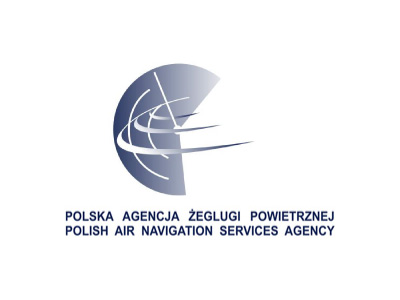 POLSKA AGENCJA ŻEGLUGI POWIETRZNEJ
POLISH AIR NAVIGATION SERVICES AGENCY